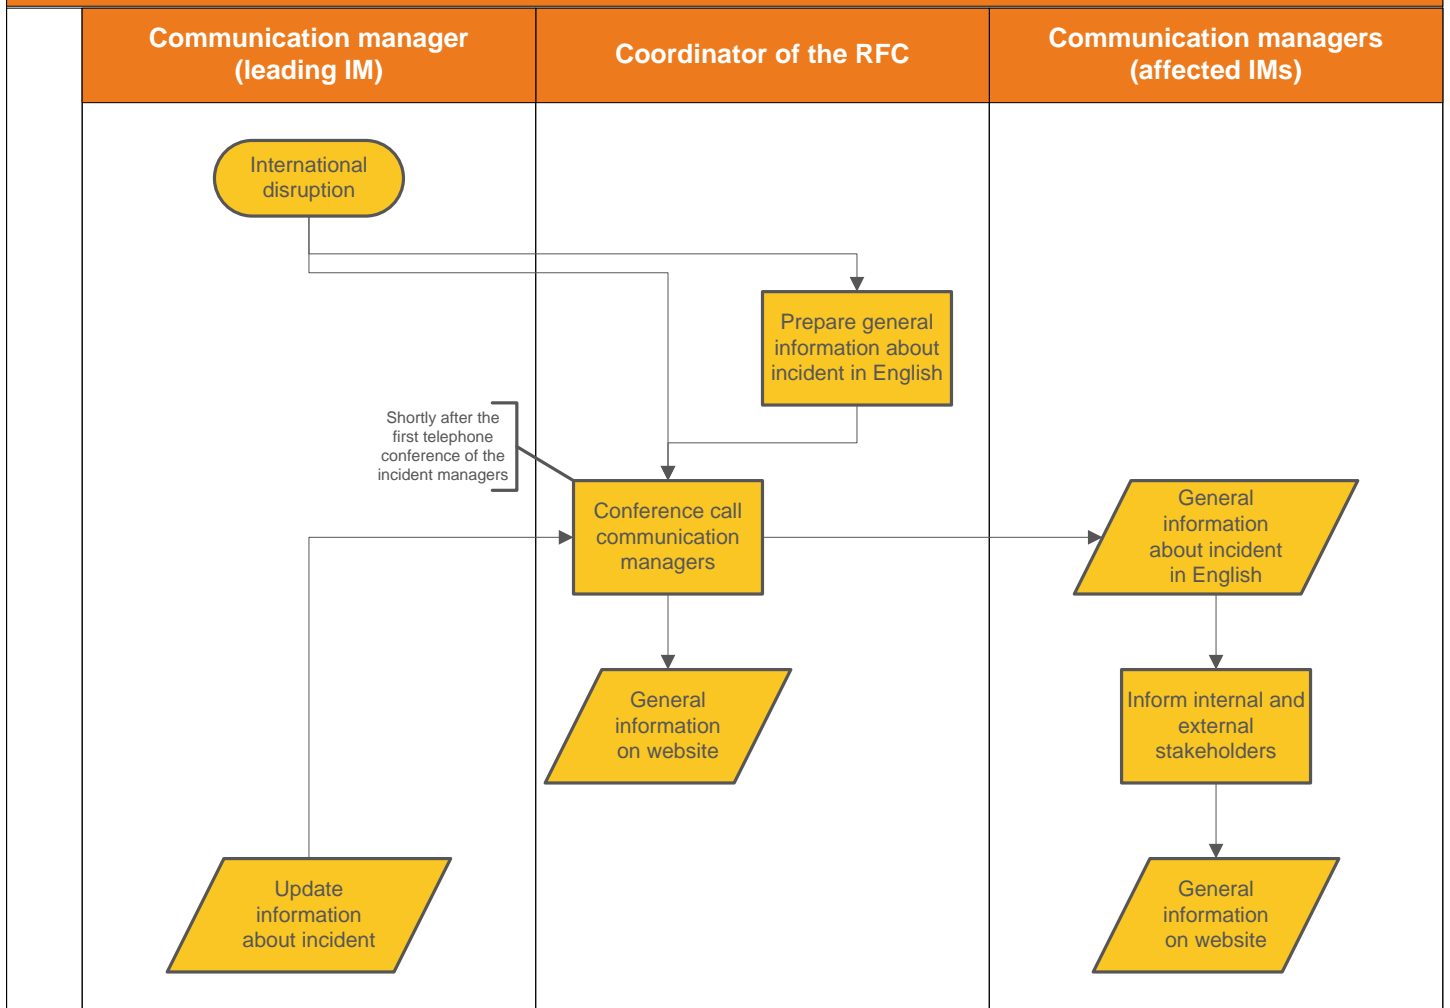 Communication manager
(leading IM)
Coordinator of the RFC
Communication managers
(affected IMs)
International
disruption
Prepare general
information about
incident in English
Shortly after the
first telephone
conference of the
incident managers
Conference call
communication
managers
General
information
about incident
in English
General
information
on website
Inform internal and
external
stakeholders
Update
information
about incident
General
information
on website